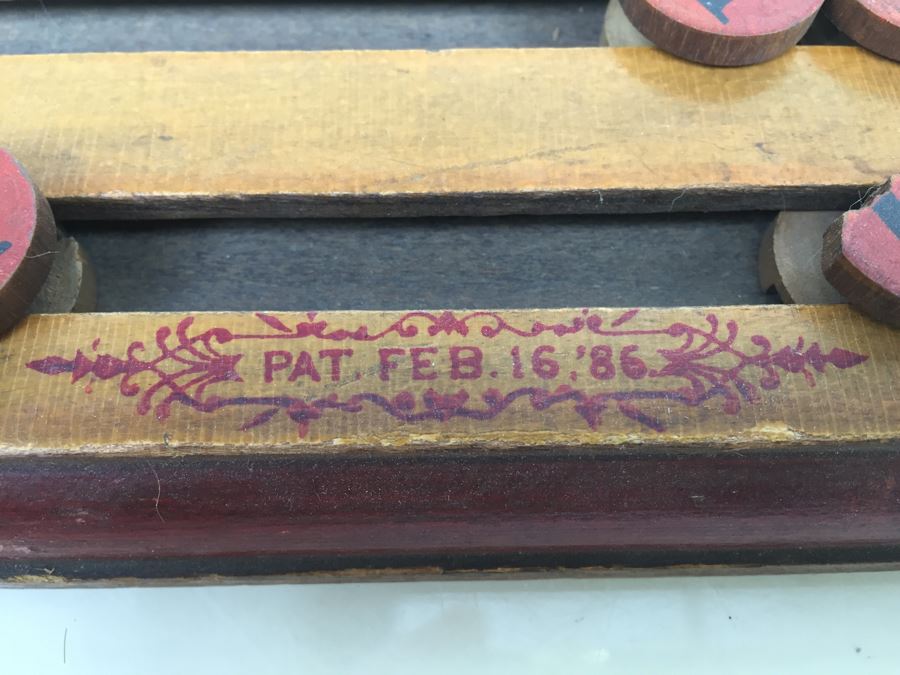 PAT. FEB. 16, '86.